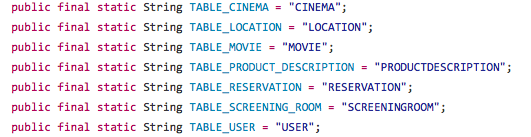 public final static String TABLE_CINEMA = "CINEMA";
public final static String TABLE_LOCATION = "LOCATION";
public final static String TABLE_MOVIE = "MOVIE";
public final static String TABLE_PRODUCT_DESCRIPTION = "PRODUCTDESCRIPTION";
public final static String TABLE_RESERVATION = "RESERVATION";
public final static String TABLE_SCREENING_ROOM = "SCREENINGROOM";
public final static String TABLE_USER = "USER";